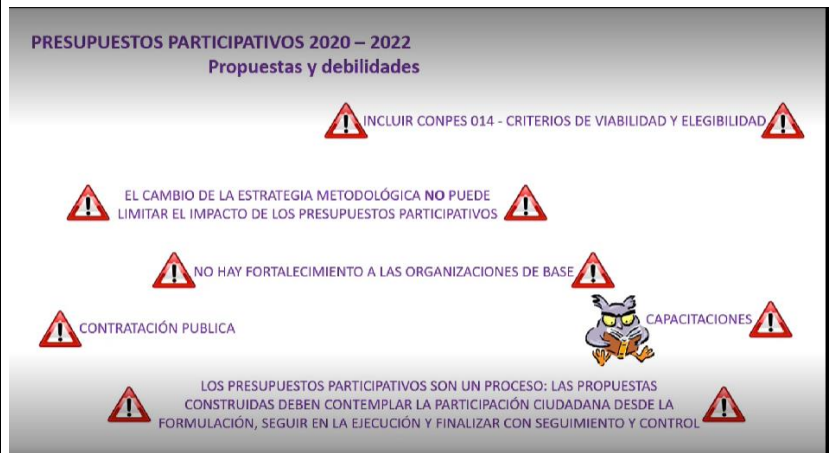 PRESUPUESTOS PARTICIPATIVOS 2020 – 2022
Propuestas y debilidades
INCLUIR CONPES 014 - CRITERIOS DE VIABILIDAD Y ELEGIBILIDAD
EL CAMBIO DE LA ESTRATEGIA METODOLÓGICA NO PUEDE
LIMITAR EL IMPACTO DE LOS PRESUPUESTOS PARTICIPATIVOS
NO HAY FORTALECIMIENTO A LAS ORGANIZACIONES DE BASE
CONTRATACIÓN PUBLICA
CAPACITACIONES
LOS PRESUPUESTOS PARTICIPATIVOS SON UN PROCESO: LAS PROPUESTAS
CONSTRUIDAS DEBEN CONTEMPLAR LA PARTICIPACIÓN CIUDADANA DESDE LA
FORMULACIÓN, SEGUIR EN LA EJECUCIÓN Y FINALIZAR CON SEGUIMIENTO Y CONTROL